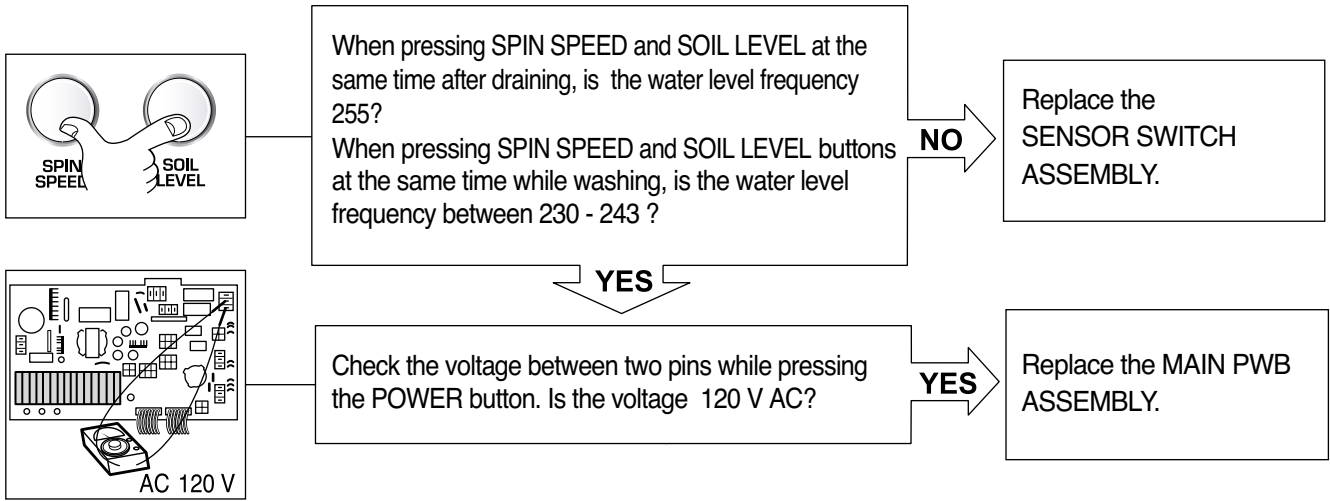 SPIN
SPEED
SOIL
LEVEL
When pressing SPIN SPEED and SOIL LEVEL at the
same time after draining, is the water level frequency
255?
When pressing SPIN SPEED and SOIL LEVEL buttons
at the same time while washing, is the water level
frequency between 230 - 243 ?
NO
Replace the
SENSOR SWITCH
ASSEMBLY.
YES
AC 120 V
Check the voltage between two pins while pressing
the POWER button. Is the voltage 120 V AC?
YES
Replace the MAIN PWB
ASSEMBLY.